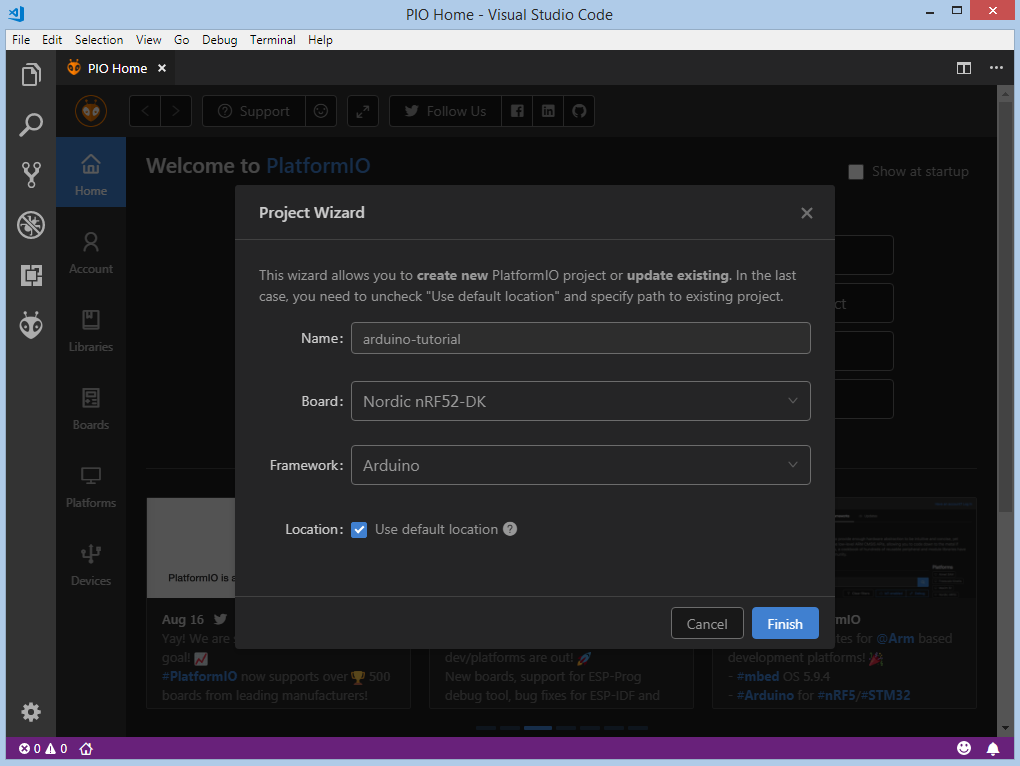 PIO Home - Visual Studio Code
File Edit Selection View Go Debug Terminal Help
PIO Home
Support
Follow Us
Home
Account
Libraries
Boards
Platforms
Devices
Welcome to PlatformIO
Show at startup
Project Wizard
This wizard allows you to create new PlatformIO project or update existing. In the last
case, you need to uncheck "Use default location" and specify path to existing project.
Name:
arduino-tutorial
Board:
Nordic nRF52-DK
Framework:
Arduino
Location:
Use default location
Cancel
Finish
PlatformIO is
Aug 16
Yay! We are
goal!
#PlatformIO now supports over 500
boards from leading manufacturers!
dev/platforms are out!
New boards, support for ESP-Prog
debug tool, bug fixes for ESP-IDF and
Platforms
for @Arm based
development platforms!
- #mbed OS 5.9.4
- #Arduino for #nRF5/#STM32
0 0